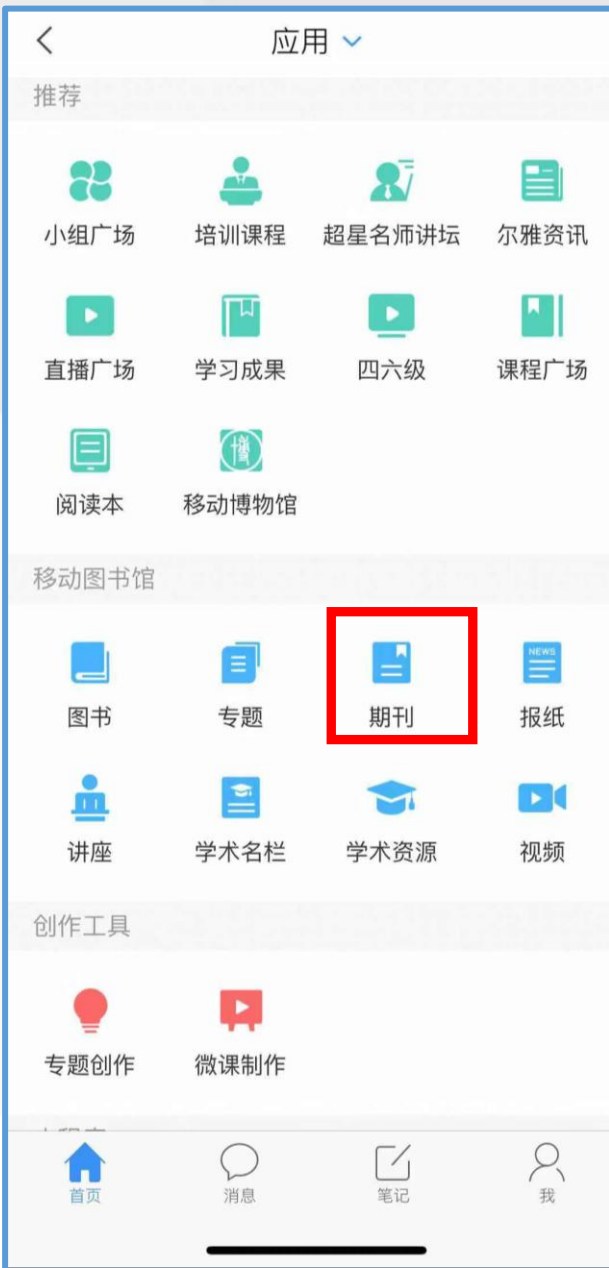 应用
推荐
小组广场 培训课程 超星名师讲坛 尔雅资讯
直播广场 学习成果 四六级 课程广场
博
阅读本 移动博物馆
移动图书馆
NEWS
图书 专题 期刊 报纸
讲座 学术名栏 学术资源 视频
创作工具
专题创作 微课制作
首页 消息 笔记 我